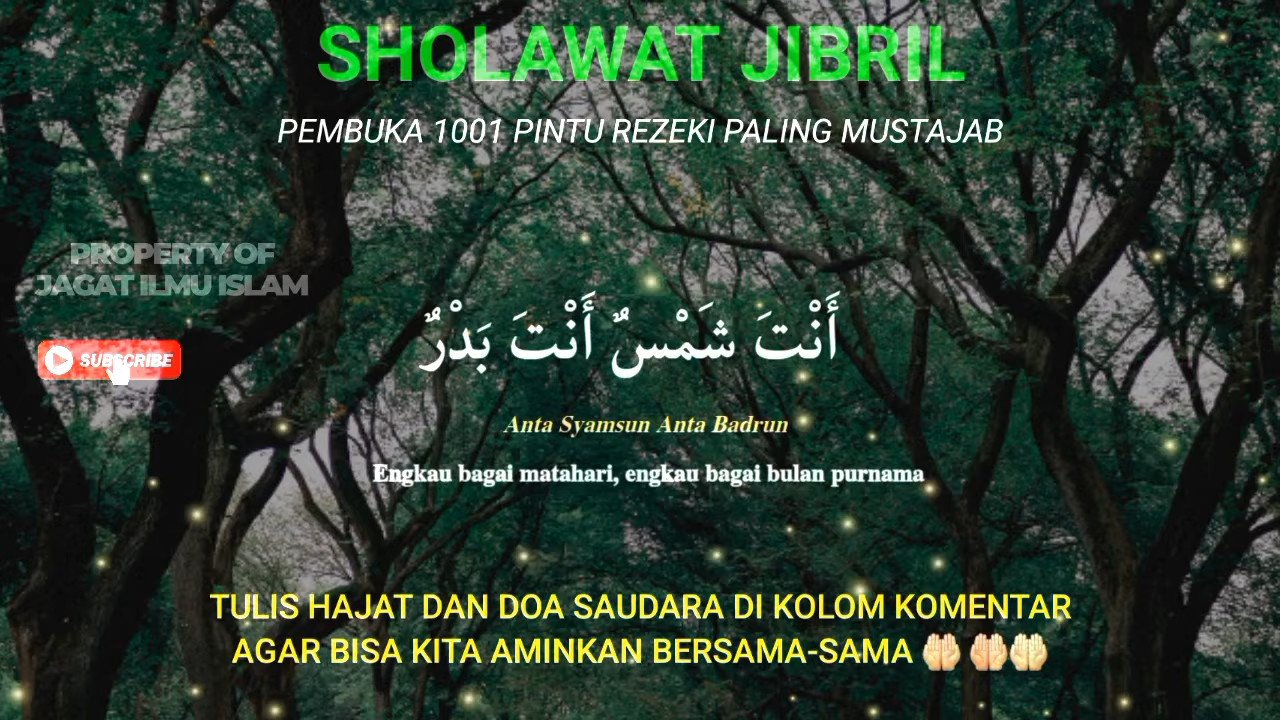 SHOLAWAT JIBRIL
PEMBUKA 1001 PINTU REZEKI PALING MUSTAJAB
PROPERTY OF
JAGAT ILMU ISLAM
SUBSCRIBE
أَنْتَ شَمْسٌ أَنْتَ بَدْرٌ
Anta Syamsun Anta Badrun
Engkau bagai matahari, engkau bagai bulan purnama
TULIS HAJAT DAN DOA SAUDARA DI KOLOM KOMENTAR
AGAR BISA KITA AMINKAN BERSAMA-SAMA 🤲🏻 🤲🏻🤲🏻